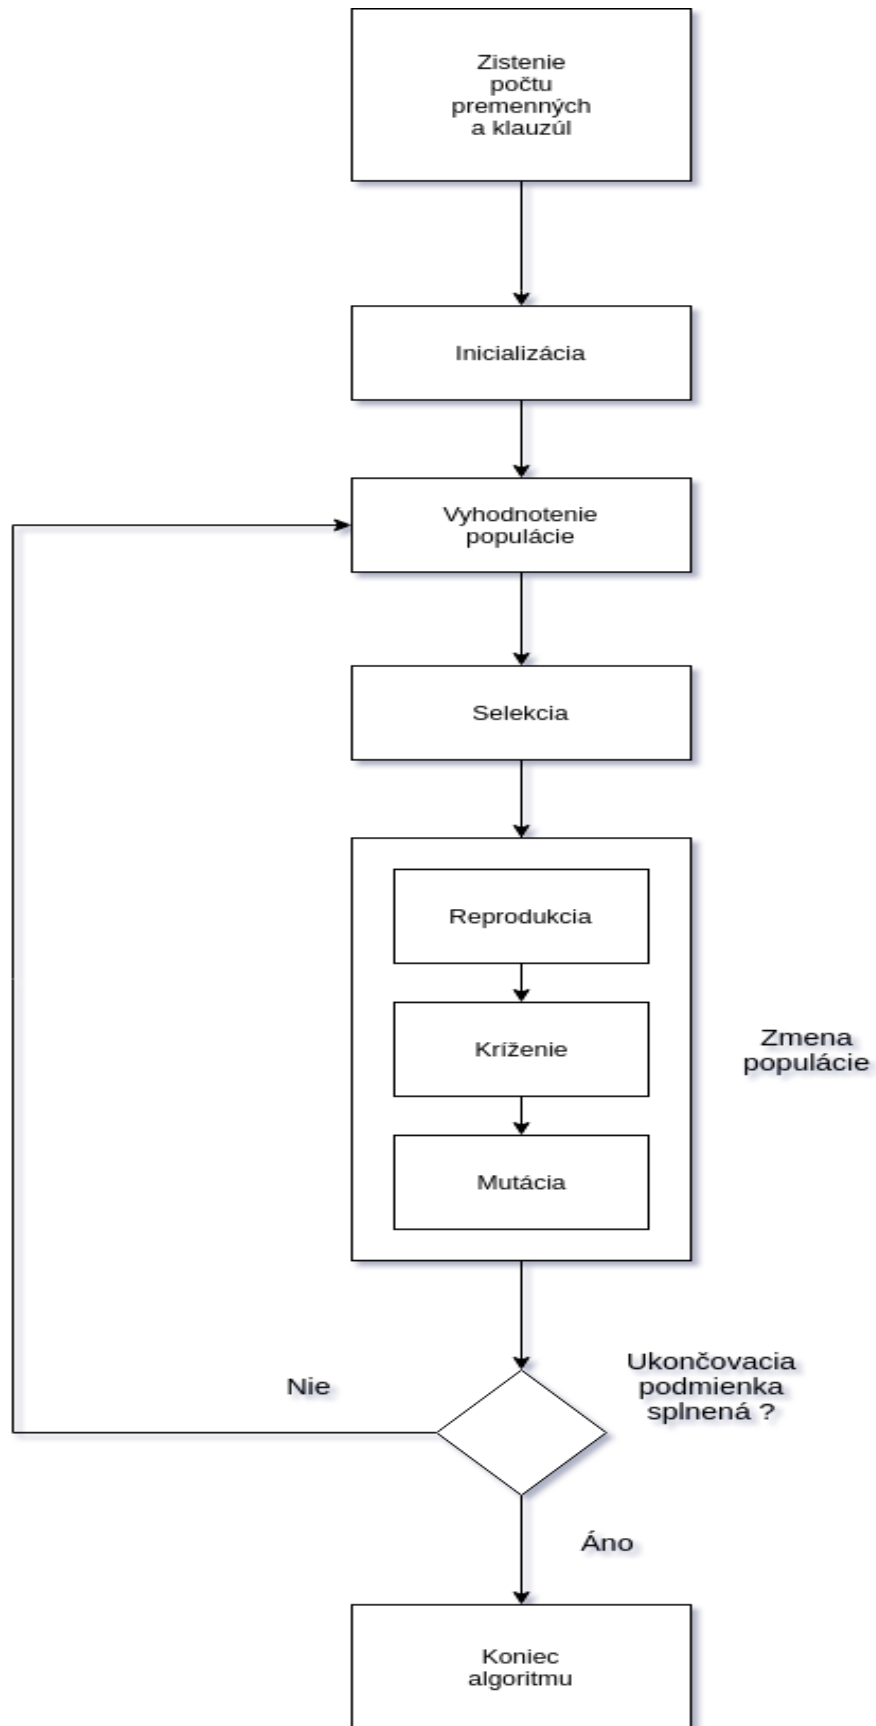 Zistenie
počtu
premenných
a klauzúl
Inicializácia
Vyhodnotenie
populácie
Selekcia
Reprodukcia
Kríženie
Mutácia
Zmena
populácie
Ukončovacia
podmienka
splnená ?
Nie
Áno
Koniec
algoritmu